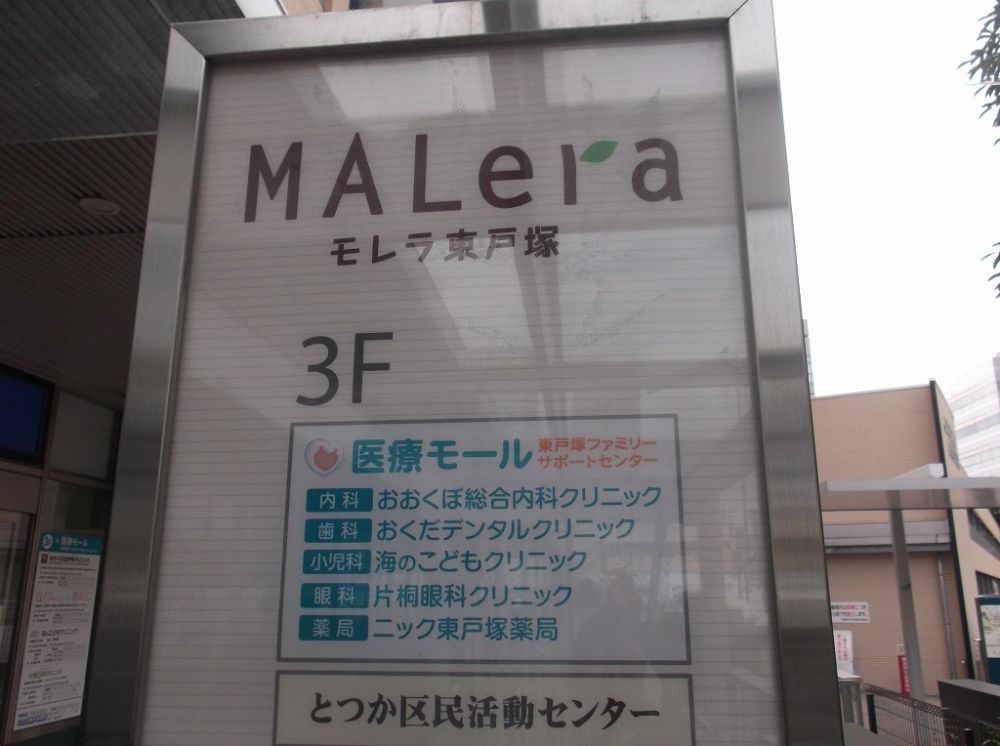 MALera
モレラ東戸塚
3F
医療モール 東戸塚ファミリー
サポートセンター
内科 おおくぼ総合内科クリニック
歯科 おくだデンタルクリニック
小児科 海のこどもクリニック
眼科 片桐眼科クリニック
薬局 ニック東戸塚薬局
とつか区民活動センター
医療モール